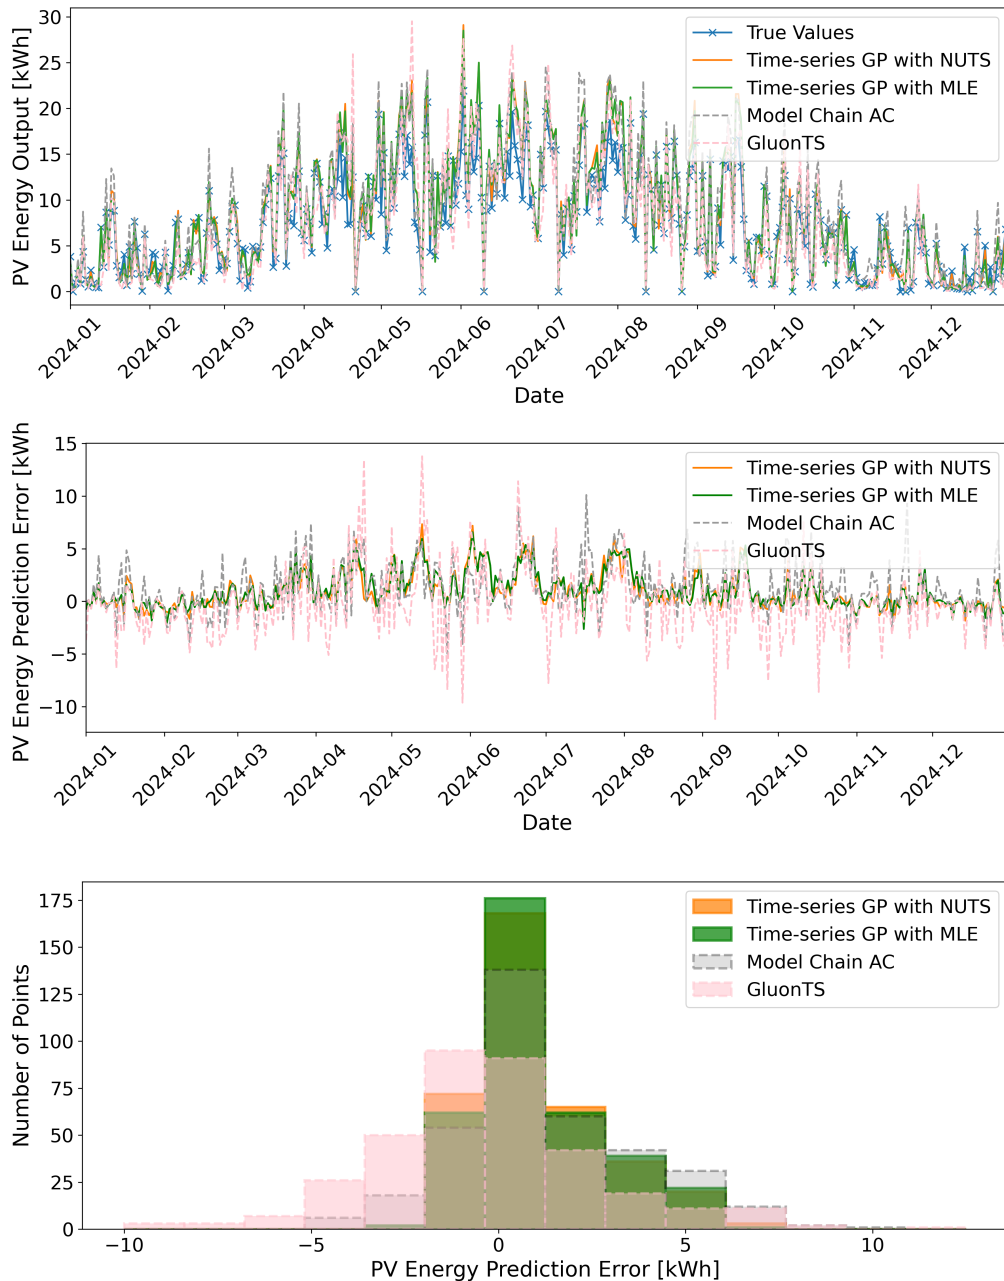 30
25
20
15
10
5
0
PV Energy Output [kWh]
True Values
Time-series GP with NUTS
Time-series GP with MLE
Model Chain AC
GluonTS
2024-01
2024-02
2024-03
2024-04
2024-05
2024-06
2024-07
2024-08
2024-09
2024-10
2024-11
2024-12
Date
15
10
5
0
−5
−10
PV Energy Prediction Error [kWh
Time-series GP with NUTS
Time-series GP with MLE
Model Chain AC
GluonTS
2024-01
2024-02
2024-03
2024-04
2024-05
2024-06
2024-07
2024-08
2024-09
2024-10
2024-11
2024-12
Date
175
150
125
100
75
50
25
0
Number of Points
Time-series GP with NUTS
Time-series GP with MLE
Model Chain AC
GluonTS
−10
−5
0
5
10
PV Energy Prediction Error [kWh]